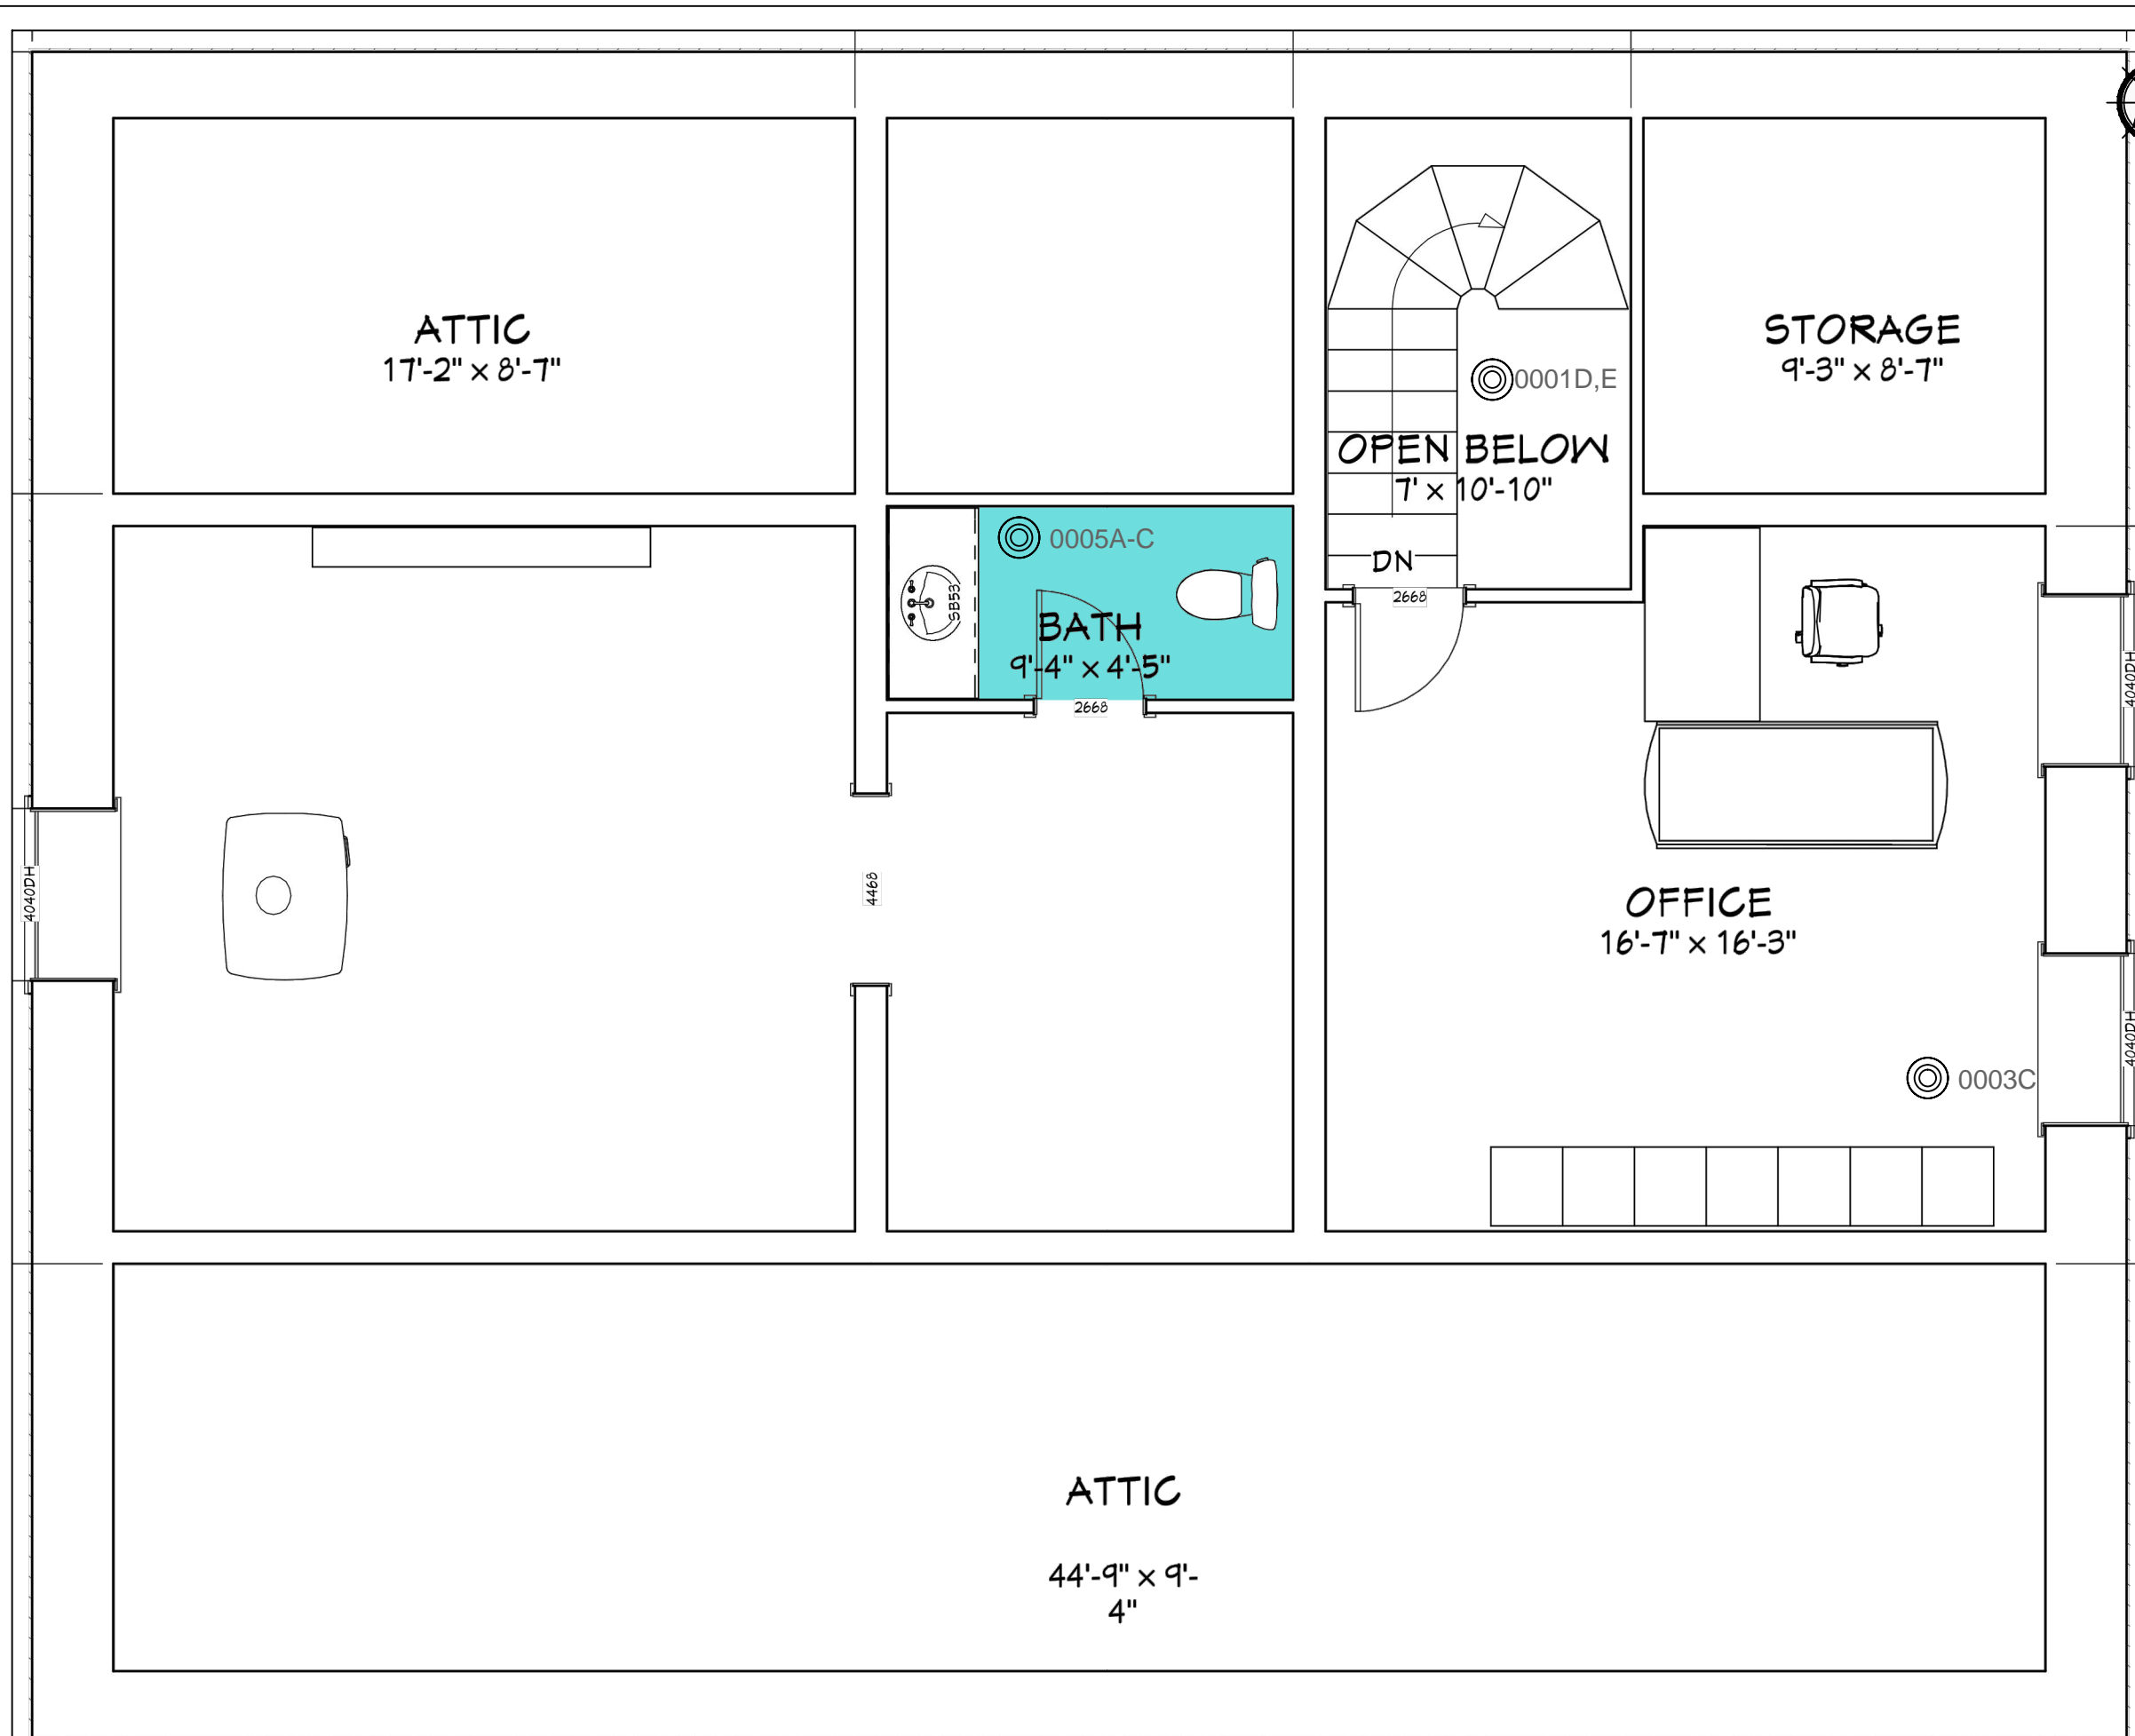 ATTIC
17'-2" × 8'-7"
STORAGE
9'-3" × 8'-7"
0001D,E
OPEN BELOW
7' × 10'-10"
DN
2668
0005A-C
SB53
BATH
9'-4" × 4'-5"
2668
4040DH
4040DH
4468
OFFICE
16'-7" × 16'-3"
4040DH
0003C
ATTIC
44'-9" × 9'-
4"